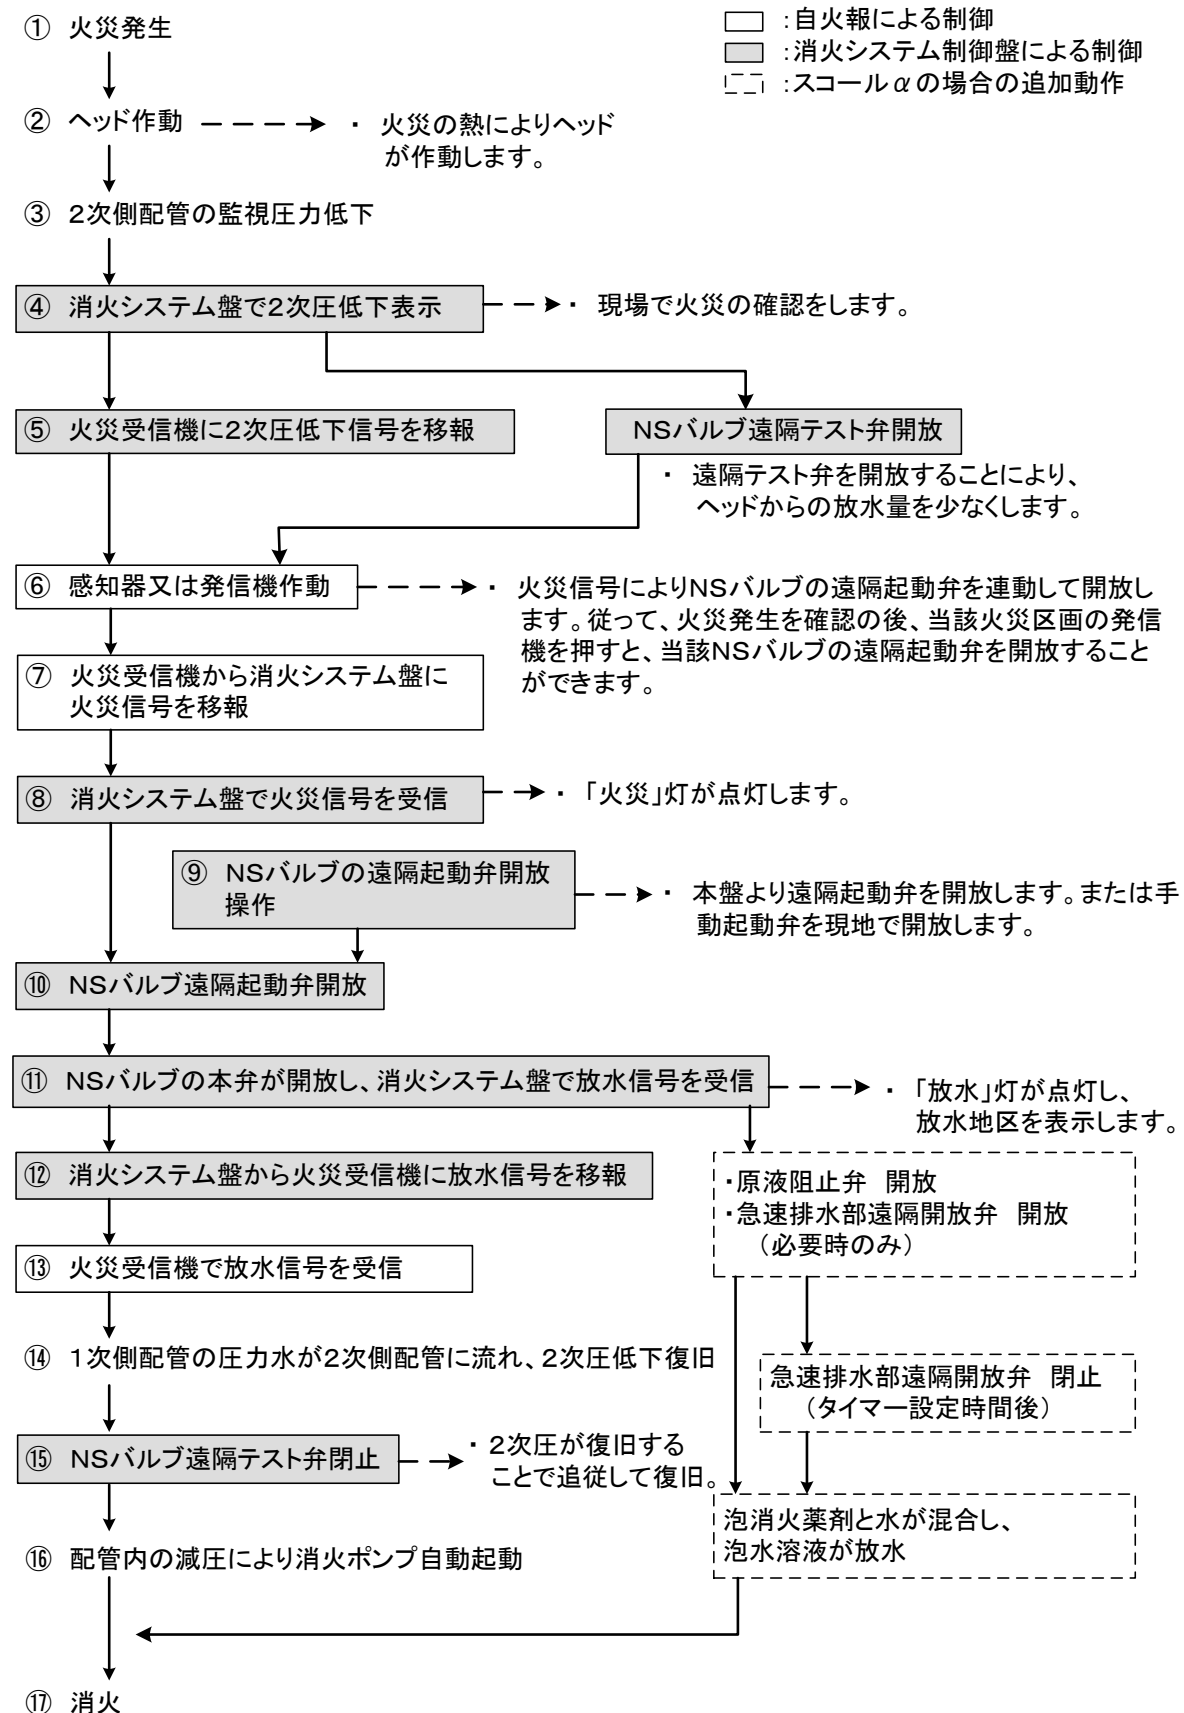 ① 火災発生
:自火報による制御
:消火システム制御盤による制御
:スコールαの場合の追加動作
② ヘッド作動
・ 火災の熱によりヘッド
が作動します。
③ 2次側配管の監視圧力低下
④ 消火システム盤で2次圧低下表示
・ 現場で火災の確認をします。
⑤ 火災受信機に2次圧低下信号を移報
NSバルブ遠隔テスト弁開放
・ 遠隔テスト弁を開放することにより、
ヘッドからの放水量を少なくします。
⑥ 感知器又は発信機作動
・ 火災信号によりNSバルブの遠隔起動弁を連動して開放し
ます。従って、火災発生を確認の後、当該火災区画の発信
機を押すと、当該NSバルブの遠隔起動弁を開放すること
ができます。
⑦ 火災受信機から消火システム盤に
火災信号を移報
⑧ 消火システム盤で火災信号を受信
・ 「火災」灯が点灯します。
⑨ NSバルブの遠隔起動弁開放
操作
・ 本盤より遠隔起動弁を開放します。または手
動起動弁を現地で開放します。
⑩ NSバルブ遠隔起動弁開放
⑪ NSバルブの本弁が開放し、消火システム盤で放水信号を受信
・ 「放水」灯が点灯し、
放水地区を表示します。
⑫ 消火システム盤から火災受信機に放水信号を移報
・原液阻止弁 開放
・急速排水部遠隔開放弁 開放
(必要時のみ)
⑬ 火災受信機で放水信号を受信
⑭ 1次側配管の圧力水が2次側配管に流れ、2次圧低下復旧
急速排水部遠隔開放弁 閉止
(タイマー設定時間後)
⑮ NSバルブ遠隔テスト弁閉止
・ 2次圧が復旧する
ことで追従して復旧。
泡消火薬剤と水が混合し、
泡水溶液が放水
⑯ 配管内の減圧により消火ポンプ自動起動
⑰ 消火